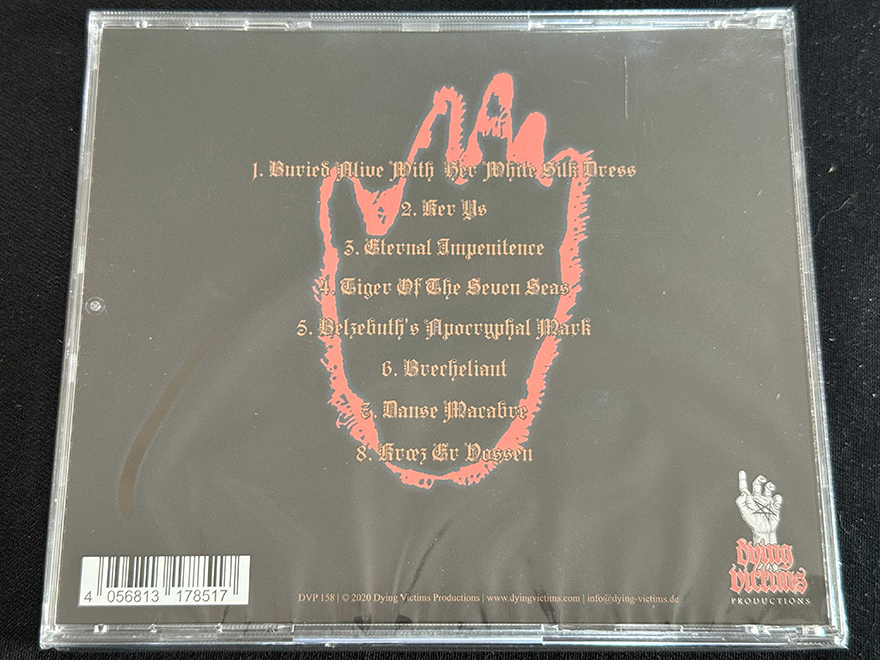 1. Buried Alive With Her White Silk Dress
2. Ker Ys
3. Eternal Impenitence
4. Tiger Of The Seven Seas
5. Belzebuth's Apocryphal Mark
6. Brecheliant
7. Danse Macabre
8. Kroez Er Vossen
4 056813 178517
DVP 158 | © 2020 Dying Victims Productions | www.dyingvictims.com | info@dying-victims.de
dying
victims
PRODUCTIONS